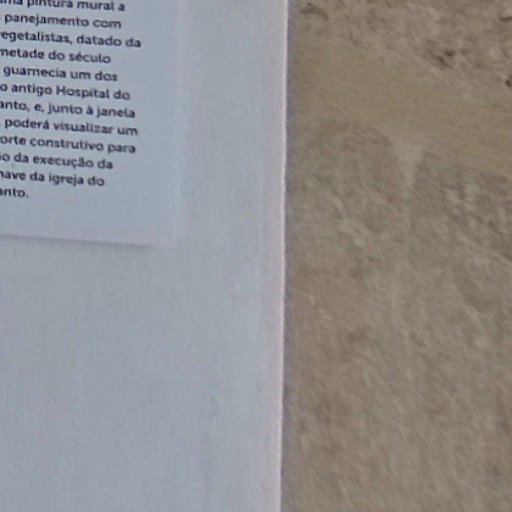 pintura mural a
panejamento com
vegetalistas, datado da
metade do século
guarnecia um dos
o antigo Hospital do
anto, e, junto à janela
poderá visualizar um
orte construtivo para
o da execução da
nave da igreja do
anto.